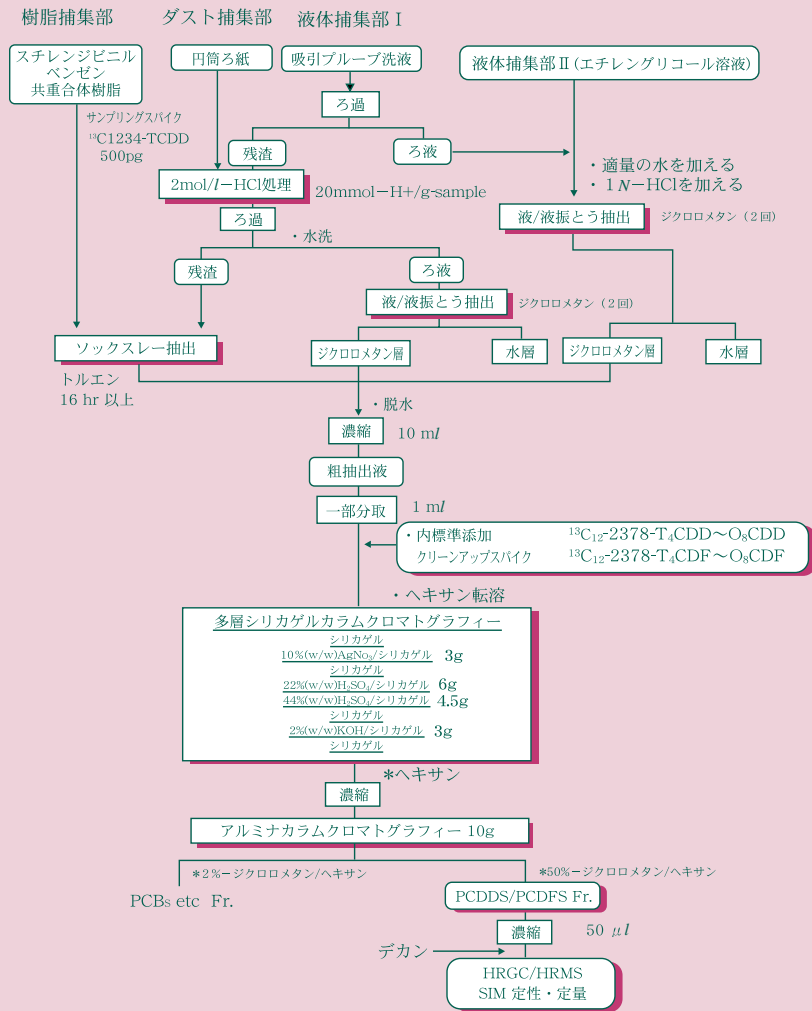 樹脂捕集部
ダスト捕集部
液体捕集部Ⅰ
スチレンジビニル
ベンゼン
共重合体樹脂
円筒ろ紙
吸引プルーブ洗液
液体捕集部Ⅱ(エチレングリコール溶液)
サンプリングスパイク
¹³C1234-TCDD
500pg
ろ過
残渣
ろ液
・適量の水を加える
・1N−HClを加える
2mol/l−HCl処理
20mmol−H+/g-sample
ろ過
液/液振とう抽出
ジクロロメタン(2回)
・水洗
残渣
ろ液
液/液振とう抽出
ジクロロメタン(2回)
ソックスレー抽出
ジクロロメタン層
水層
ジクロロメタン層
水層
トルエン
16 hr 以上
・脱水
濃縮
10 ml
粗抽出液
一部分取
1 ml
・内標準添加
¹³C₁₂-2378-T₄CDD〜O₈CDD
クリーンアップスパイク
¹³C₁₂-2378-T₄CDF〜O₈CDF
・ヘキサン転溶
多層シリカゲルカラムクロマトグラフィー
シリカゲル
10%(w/w)AgNo₃/シリカゲル 3g
シリカゲル
22%(w/w)H₂SO₄/シリカゲル 6g
44%(w/w)H₂SO₄/シリカゲル 4.5g
シリカゲル
2%(w/w)KOH/シリカゲル 3g
シリカゲル
*ヘキサン
濃縮
アルミナカラムクロマトグラフィー 10g
*2%−ジクロロメタン/ヘキサン
*50%−ジクロロメタン/ヘキサン
PCBs etc Fr.
PCDDS/PCDFS Fr.
濃縮
50 μl
デカン
HRGC/HRMS
SIM 定性・定量